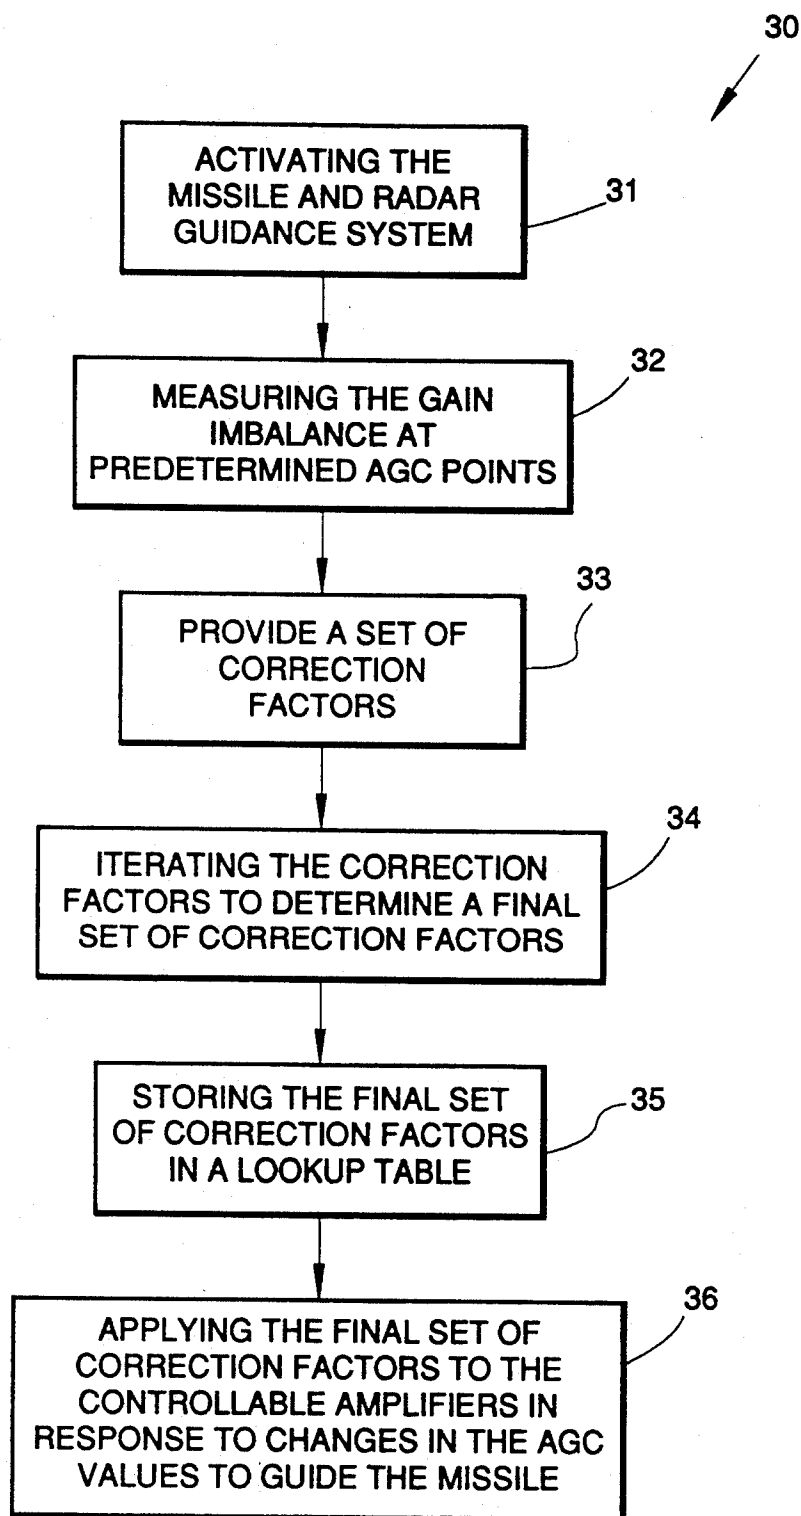 30
ACTIVATING THE
MISSILE AND RADAR
GUIDANCE SYSTEM
31
32
MEASURING THE GAIN
IMBALANCE AT
PREDETERMINED AGC POINTS
33
PROVIDE A SET OF
CORRECTION
FACTORS
34
ITERATING THE CORRECTION
FACTORS TO DETERMINE A FINAL
SET OF CORRECTION FACTORS
STORING THE FINAL SET
OF CORRECTION FACTORS
IN A LOOKUP TABLE
35
36
APPLYING THE FINAL SET OF
CORRECTION FACTORS TO THE
CONTROLLABLE AMPLIFIERS IN
RESPONSE TO CHANGES IN THE AGC
VALUES TO GUIDE THE MISSILE